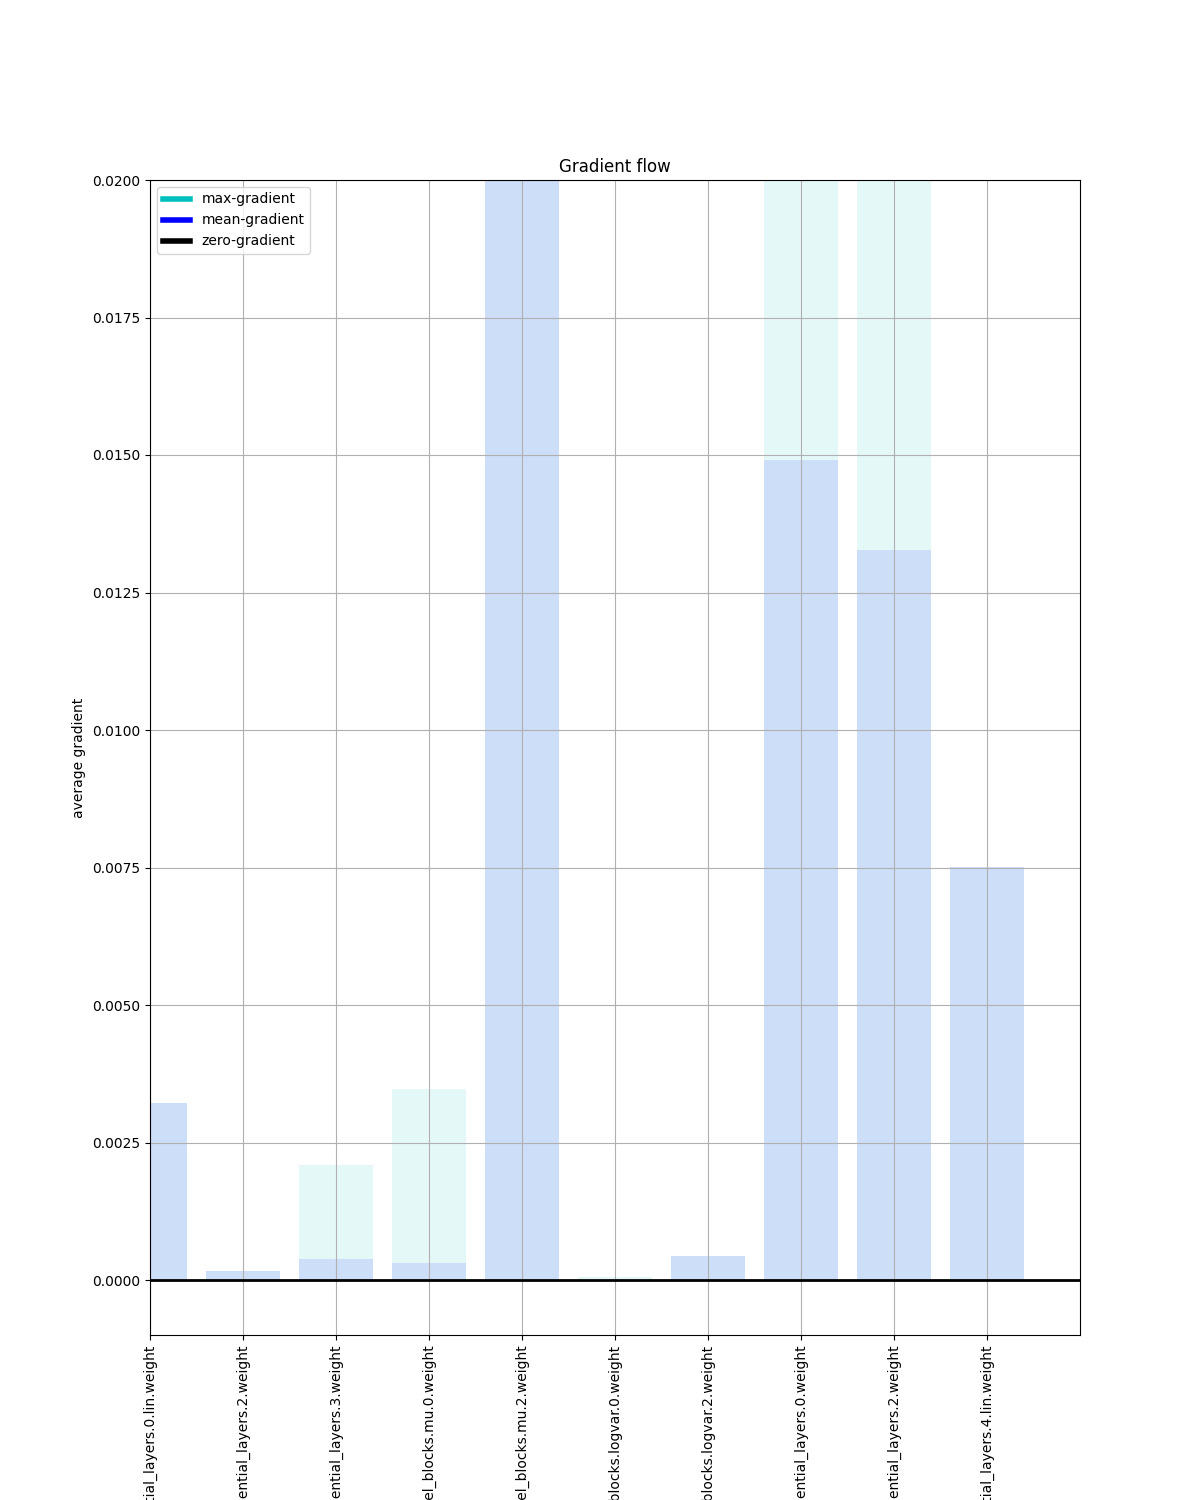 Gradient flow
max-gradient
mean-gradient
zero-gradient
average gradient
0.0200
0.0175
0.0150
0.0125
0.0100
0.0075
0.0050
0.0025
0.0000
tial_layers.0.lin.weight
ential_layers.2.weight
ential_layers.3.weight
el_blocks.mu.0.weight
el_blocks.mu.2.weight
blocks.logvar.0.weight
blocks.logvar.2.weight
ential_layers.0.weight
ential_layers.2.weight
tial_layers.4.lin.weight